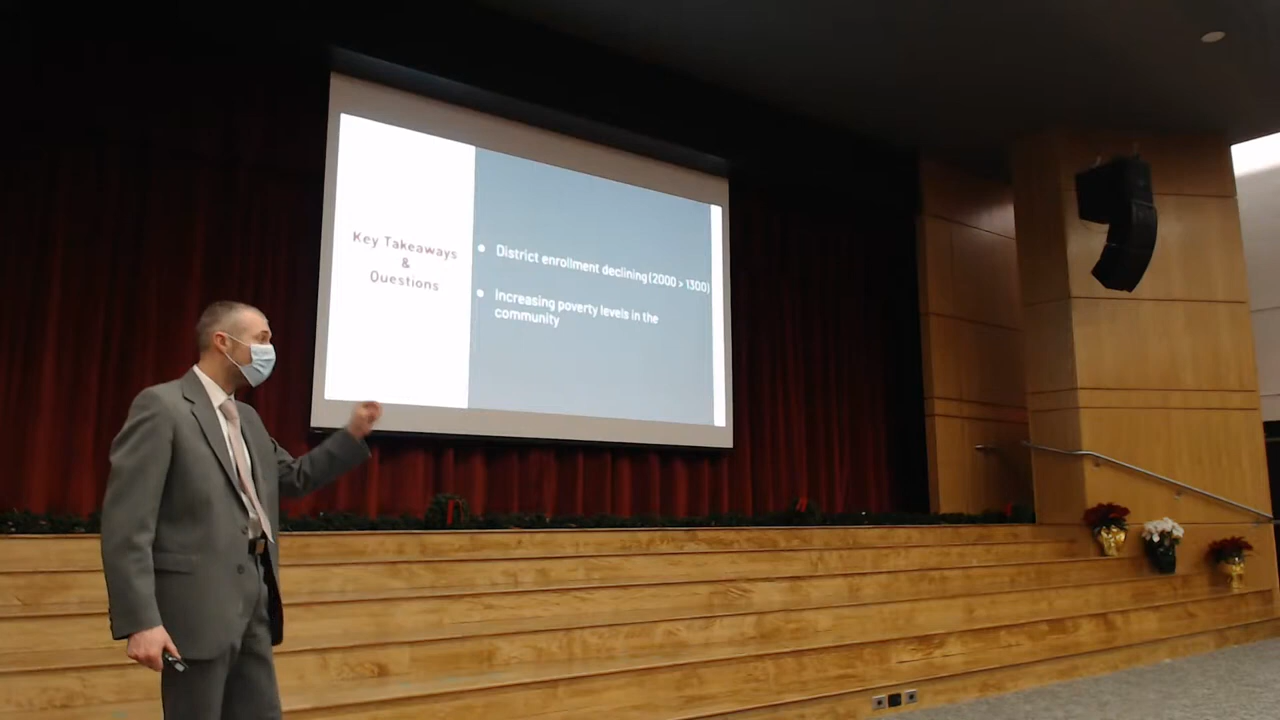 Key Takeaways
&
Questions
• District enrollment declining (2000 > 1300)
• Increasing poverty levels in the
community